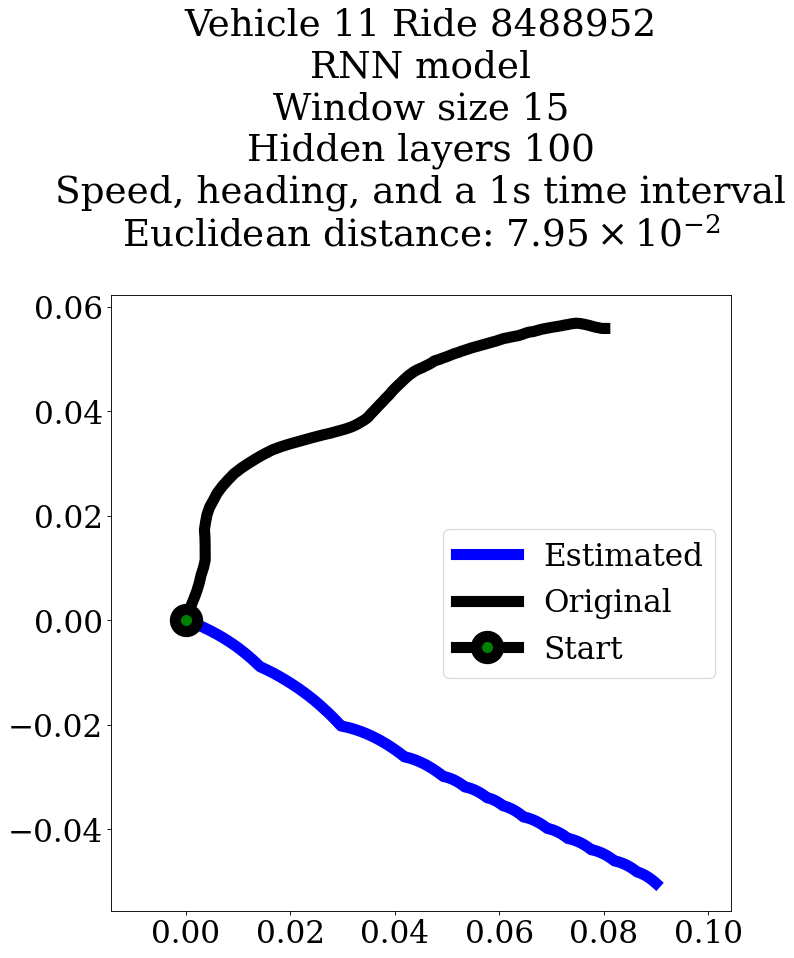 Vehicle 11 Ride 8488952
RNN model
Window size 15
Hidden layers 100
Speed, heading, and a 1s time interval
Euclidean distance: 7.95 × 10⁻²
0.06
0.04
0.02
0.00
−0.02
−0.04
Estimated
Original
Start
0.00 0.02 0.04 0.06 0.08 0.10